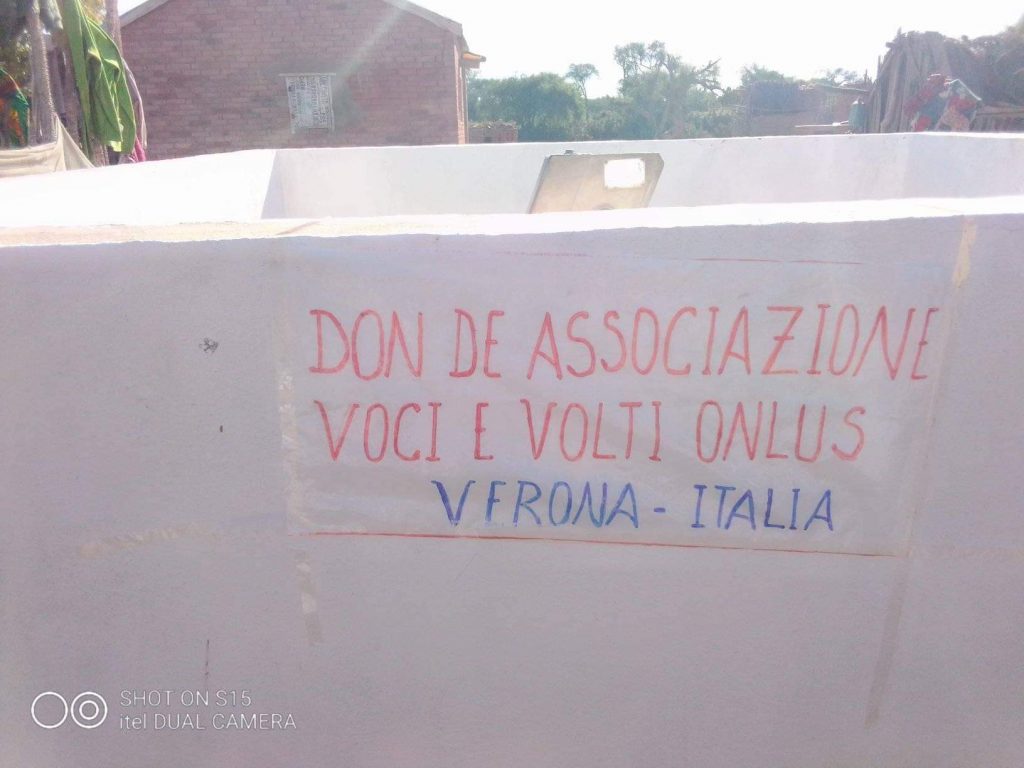 DON DE ASSOCIAZIONE
VOCI E VOLTI ONLUS
VERONA - ITALIA
SHOT ON S15
itel DUAL CAMERA